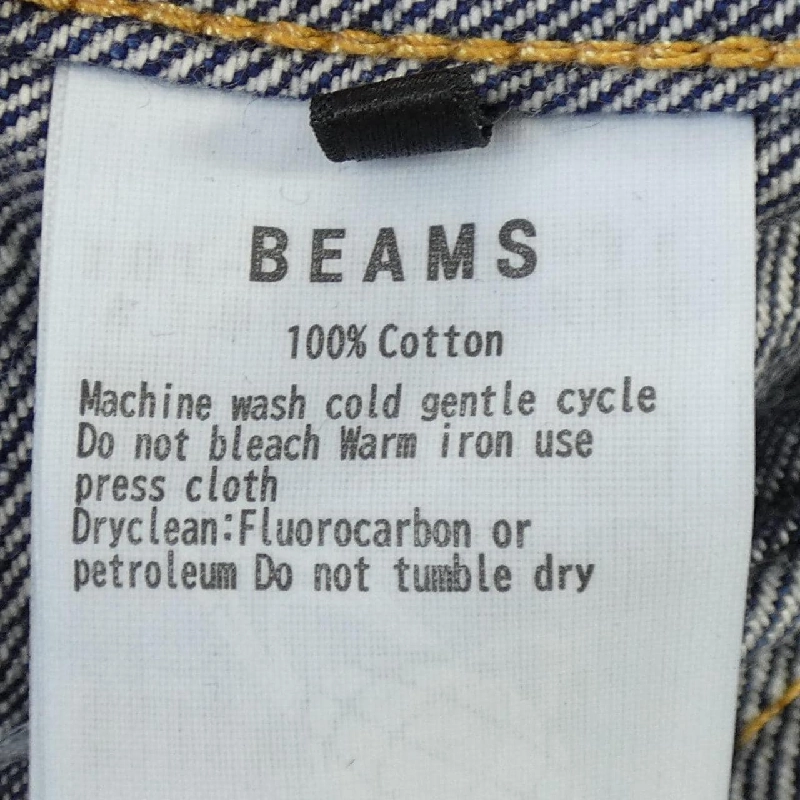 BEAMS
100% Cotton
Machine wash cold gentle cycle
Do not bleach Warm iron use
press cloth
Dryclean:Fluorocarbon or
petroleum Do not tumble dry